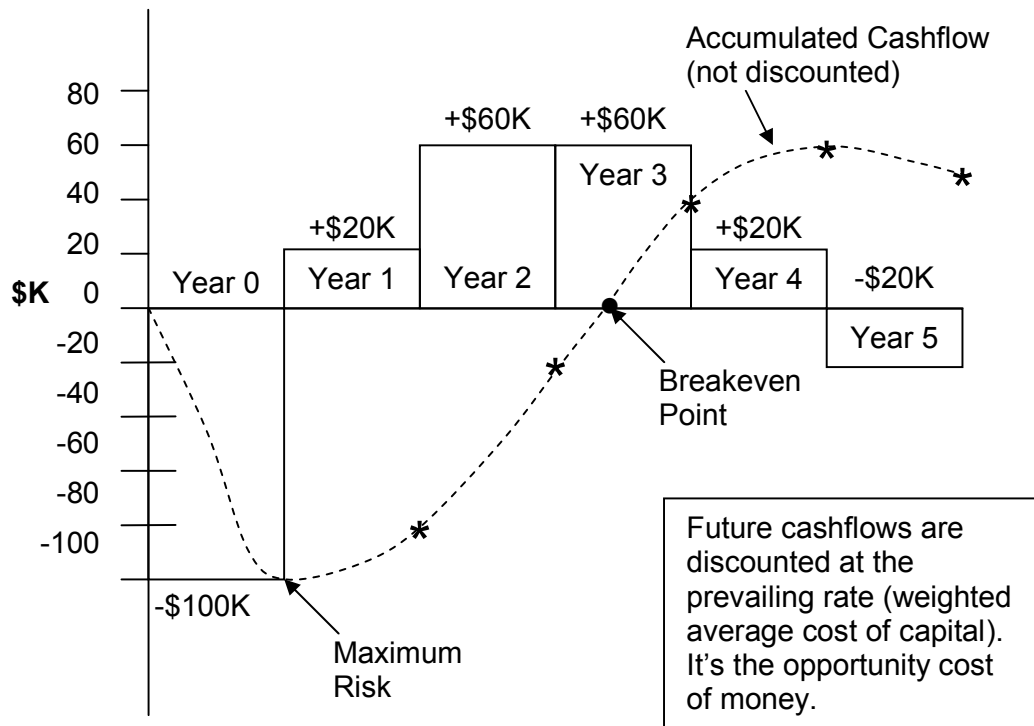 Accumulated Cashflow
(not discounted)
80
60
40
20
$K 0
-20
-40
-60
-80
-100
+$60K
+$60K
Year 3
+$20K
+$20K
Year 0
Year 1
Year 2
Year 4
-$20K
Year 5
Breakeven
Point
-$100K
Maximum
Risk
Future cashflows are
discounted at the
prevailing rate (weighted
average cost of capital).
It’s the opportunity cost
of money.